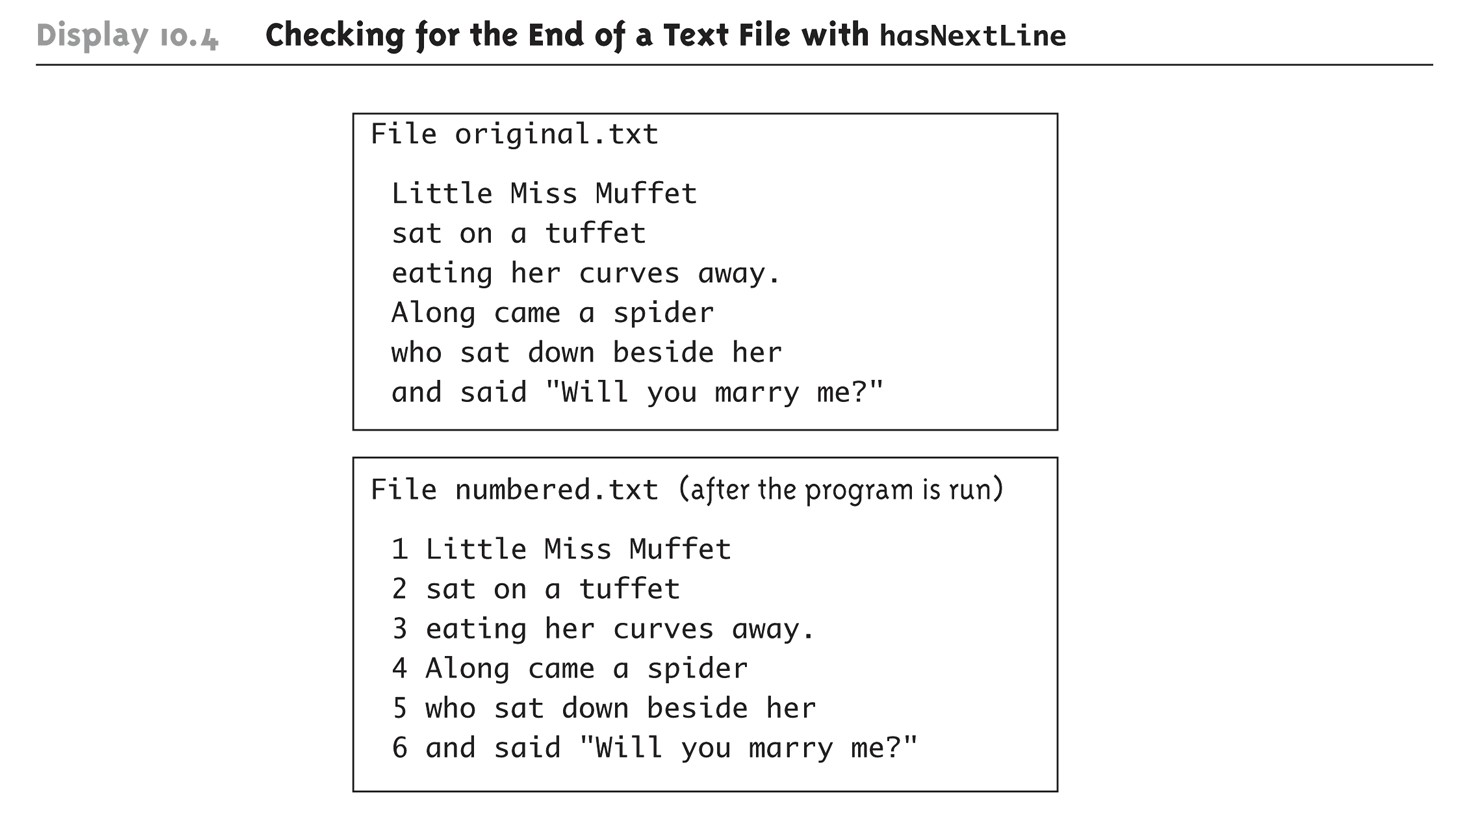 Display 10.4 Checking for the End of a Text File with hasNextLine
File original.txt
Little Miss Muffet
sat on a tuffet
eating her curves away.
Along came a spider
who sat down beside her
and said "Will you marry me?"
File numbered.txt (after the program is run)
1 Little Miss Muffet
2 sat on a tuffet
3 eating her curves away.
4 Along came a spider
5 who sat down beside her
6 and said "Will you marry me?"